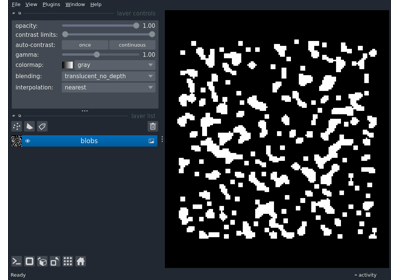 File View Plugins Window Help
layer controls
opacity: 1.00
contrast limits:
auto-contrast: once continuous
gamma: 1.00
colormap: gray
blending: translucent_no_depth
interpolation: nearest
layer list
blobs
Ready activity